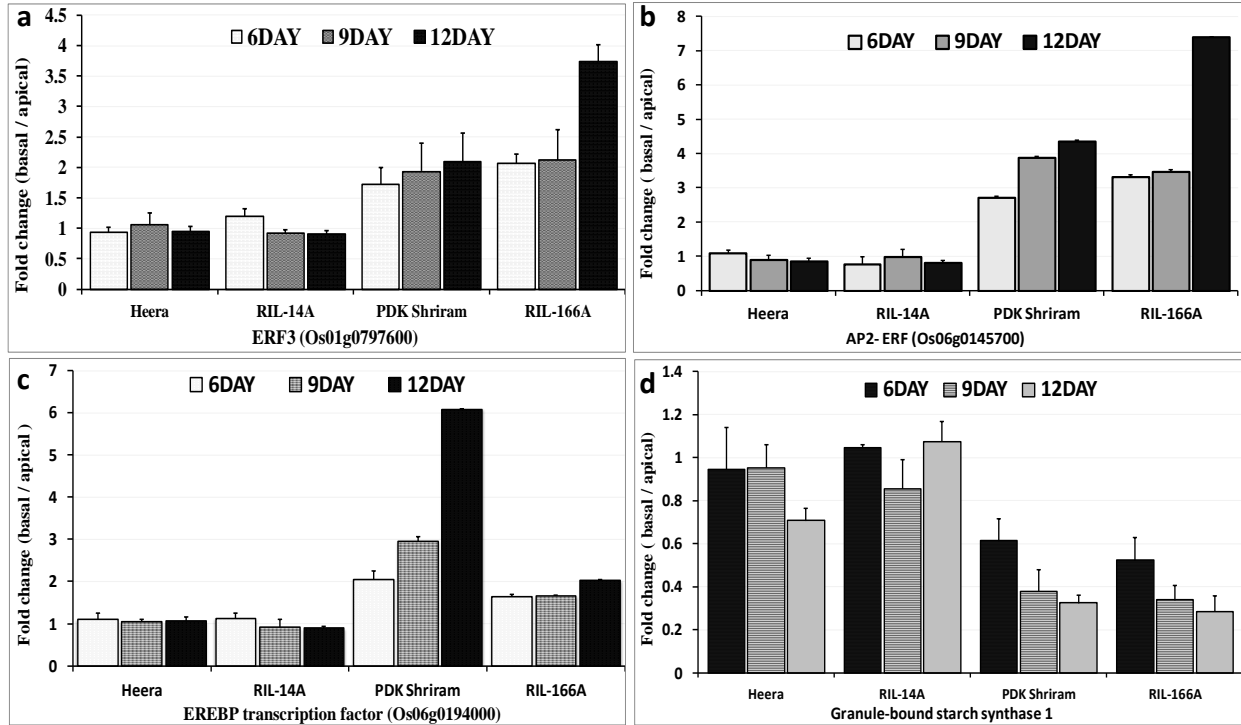 a
4.5
4
3.5
3
2.5
2
1.5
1
0.5
0
Fold change (basal / apical)
6DAY 9DAY 12DAY
Heera RIL-14A PDK Shriram RIL-166A
ERF3 (Os01g0797600)
b
8
7
6
5
4
3
2
1
0
Fold change ( basal / apical)
6DAY 9DAY 12DAY
Heera RIL-14A PDK Shriram RIL-166A
AP2- ERF (Os06g0145700)
c
7
6
5
4
3
2
1
0
Fold change (basal / apical)
6DAY 9DAY 12DAY
Heera RIL-14A PDK Shriram RIL-166A
EREBP transcription factor (Os06g0194000)
d
1.4
1.2
1
0.8
0.6
0.4
0.2
0
Fold change ( basal / apical)
6DAY 9DAY 12DAY
Heera RIL-14A PDK Shriram RIL-166A
Granule-bound starch synthase 1